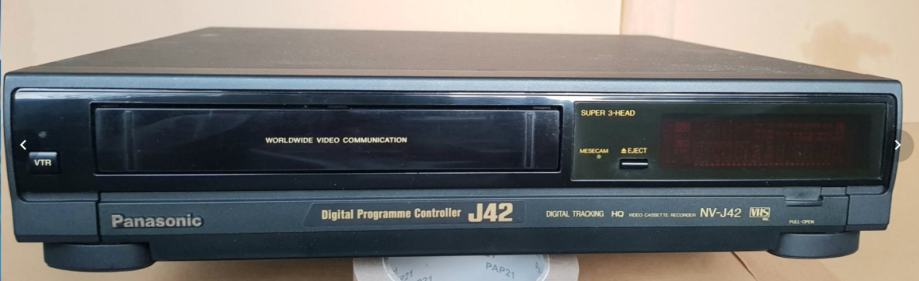 SUPER 3-HEAD
WORLDWIDE VIDEO COMMUNICATION
MESECAM
EJECT
VTR
Panasonic
Digital Programme Controller J42
DIGITAL TRACKING HQ VIDEO CASSETTE RECORDER NV-J42 VHS
PULL-OPEN
PAP21